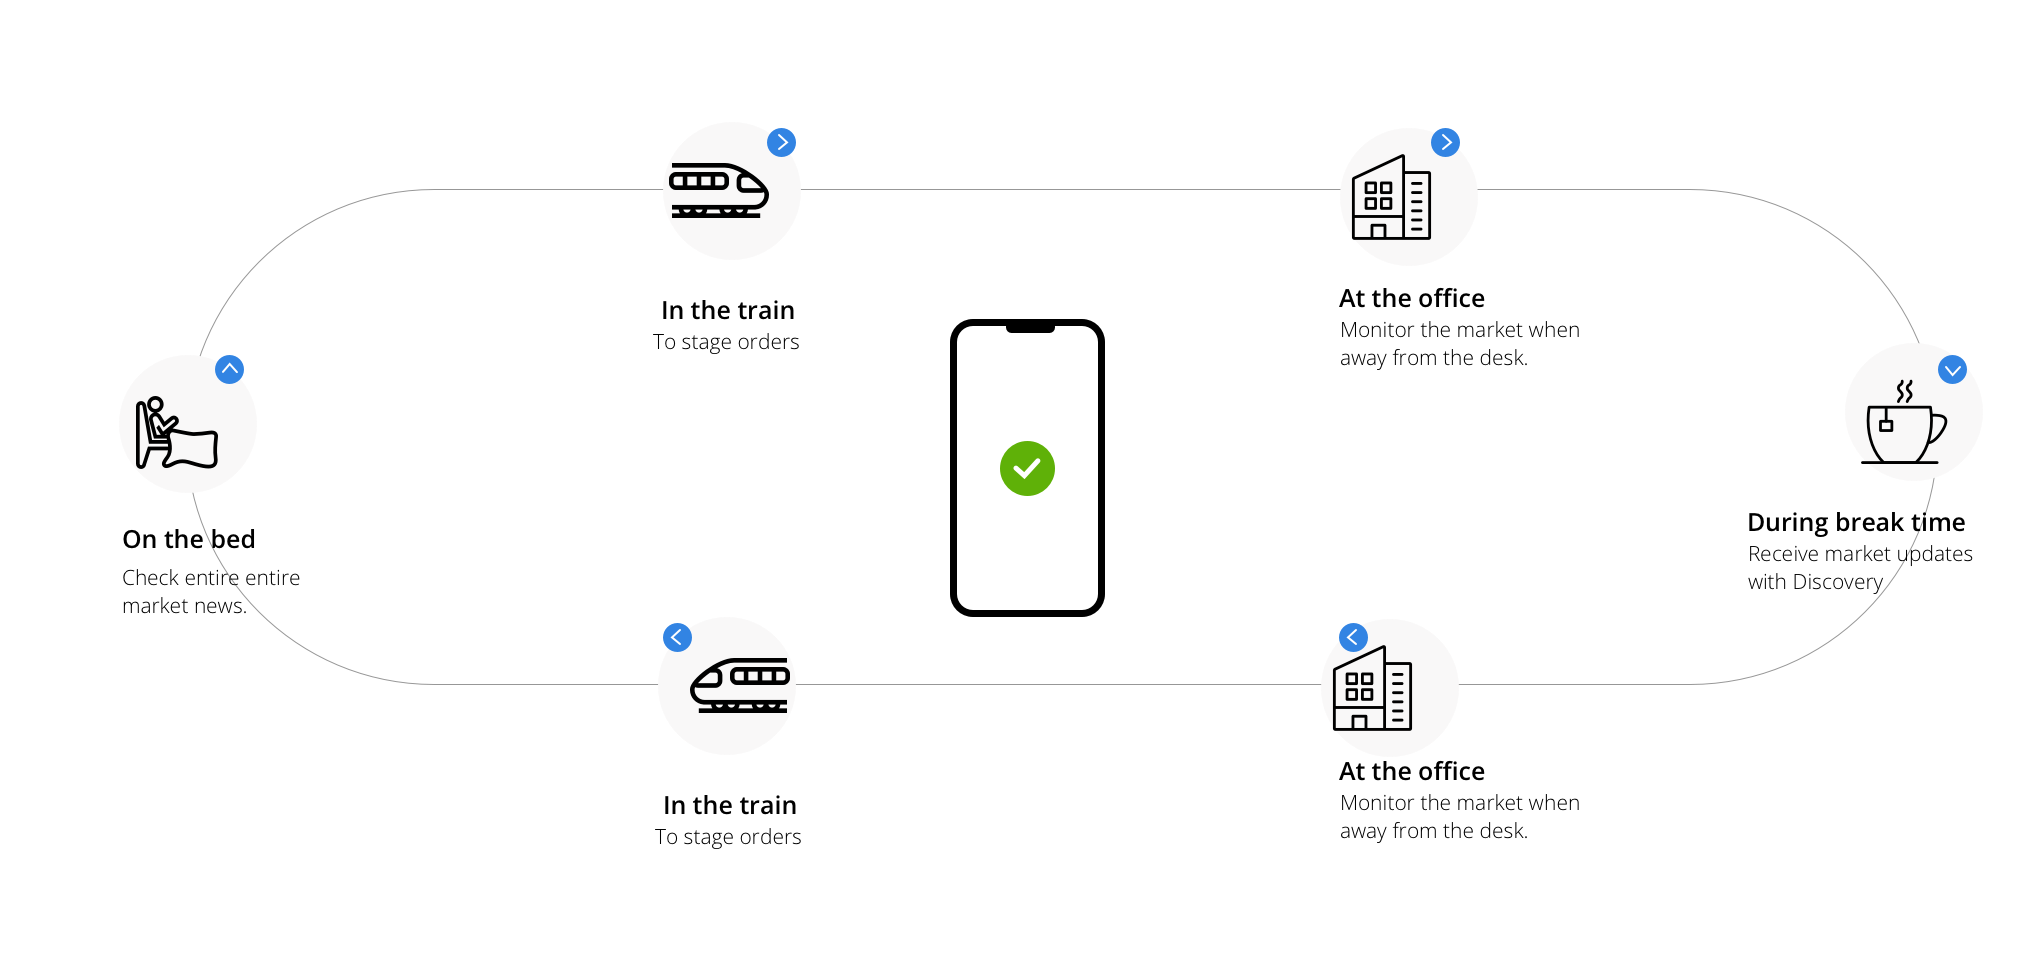 In the train
To stage orders
At the office
Monitor the market when
away from the desk.
On the bed
Check entire entire
market news.
During break time
Receive market updates
with Discovery
In the train
To stage orders
At the office
Monitor the market when
away from the desk.